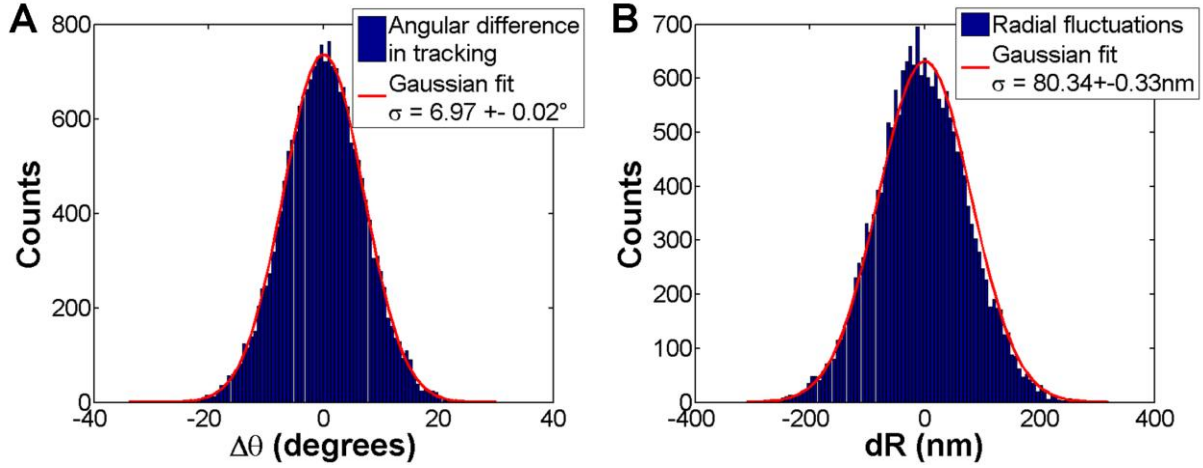 A
Counts
800
600
400
200
0
-40
-20
0
20
40
Δθ (degrees)
Angular difference
in tracking
Gaussian fit
σ = 6.97 +- 0.02°
B
Counts
700
600
500
400
300
200
100
0
-400
-200
0
200
400
dR (nm)
Radial fluctuations
Gaussian fit
σ = 80.34+-0.33nm